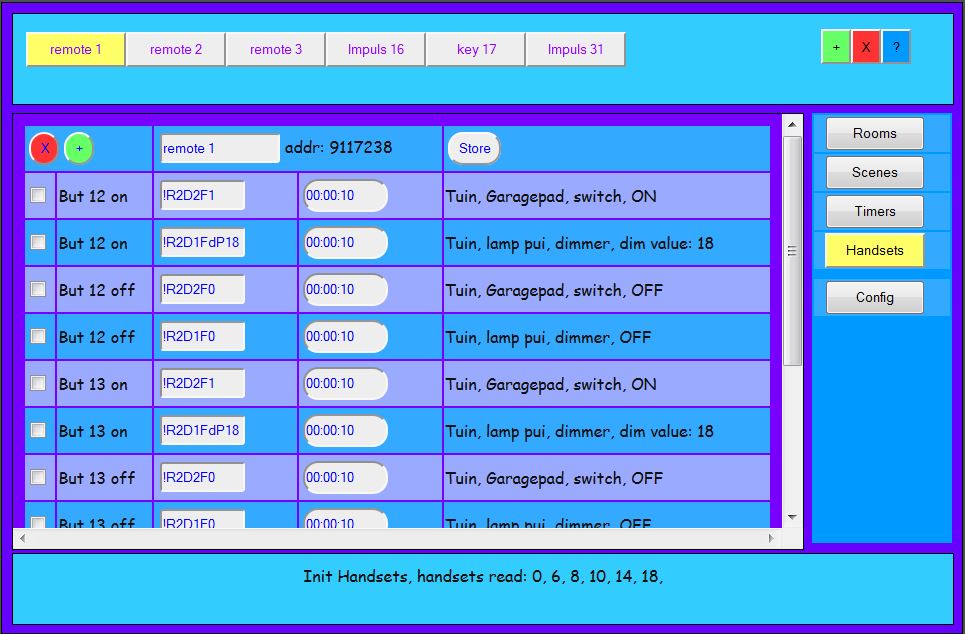 remote 1 remote 2 remote 3 Impuls 16 key 17 Impuls 31 + X ?
X + remote 1 addr: 9117238 Store
But 12 on !R2D2F1 00:00:10 Tuin, Garagepad, switch, ON
But 12 on !R2D1FdP18 00:00:10 Tuin, lamp pui, dimmer, dim value: 18
But 12 off !R2D2F0 00:00:10 Tuin, Garagepad, switch, OFF
But 12 off !R2D1F0 00:00:10 Tuin, lamp pui, dimmer, OFF
But 13 on !R2D2F1 00:00:10 Tuin, Garagepad, switch, ON
But 13 on !R2D1FdP18 00:00:10 Tuin, lamp pui, dimmer, dim value: 18
But 13 off !R2D2F0 00:00:10 Tuin, Garagepad, switch, OFF
But 13 off !R2D1F0 00:00:10 Tuin, lamp pui, dimmer, OFF
Rooms
Scenes
Timers
Handsets
Config
Init Handsets, handsets read: 0, 6, 8, 10, 14, 18,